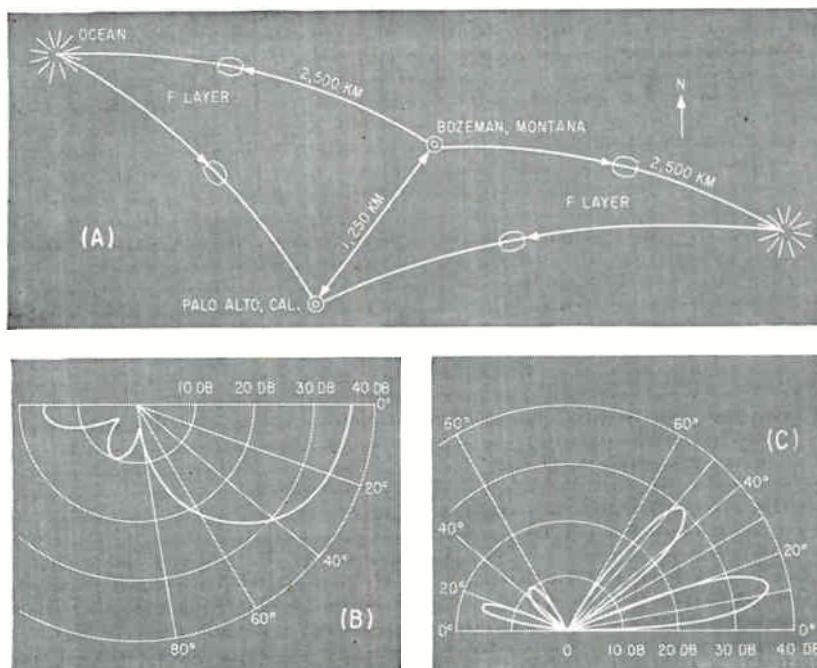 OCEAN
2,500 KM
F LAYER
BOZEMAN, MONTANA
N
2,500 KM
F LAYER
(A)
1,250 KM
PALO ALTO, CAL.
10 DB 20 DB 30 DB 40 DB
0°
20°
40°
60°
80°
(B)
(C)
60° 60°
40° 40°
20° 20°
0° 0°
0 10 DB 20 DB 30 DB 40 DB